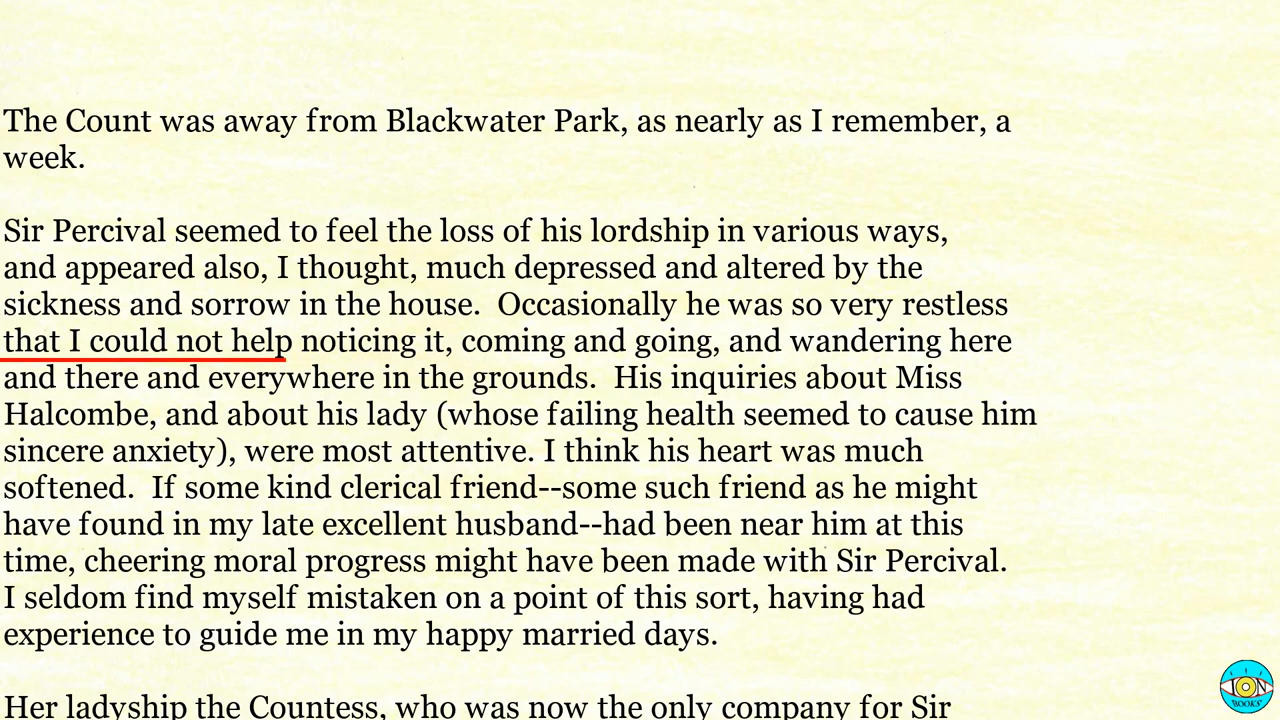 The Count was away from Blackwater Park, as nearly as I remember, a
week.
Sir Percival seemed to feel the loss of his lordship in various ways,
and appeared also, I thought, much depressed and altered by the
sickness and sorrow in the house.  Occasionally he was so very restless
that I could not help noticing it, coming and going, and wandering here
and there and everywhere in the grounds.  His inquiries about Miss
Halcombe, and about his lady (whose failing health seemed to cause him
sincere anxiety), were most attentive. I think his heart was much
softened.  If some kind clerical friend--some such friend as he might
have found in my late excellent husband--had been near him at this
time, cheering moral progress might have been made with Sir Percival.
I seldom find myself mistaken on a point of this sort, having had
experience to guide me in my happy married days.
Her ladyship the Countess, who was now the only company for Sir
ION
BOOKS